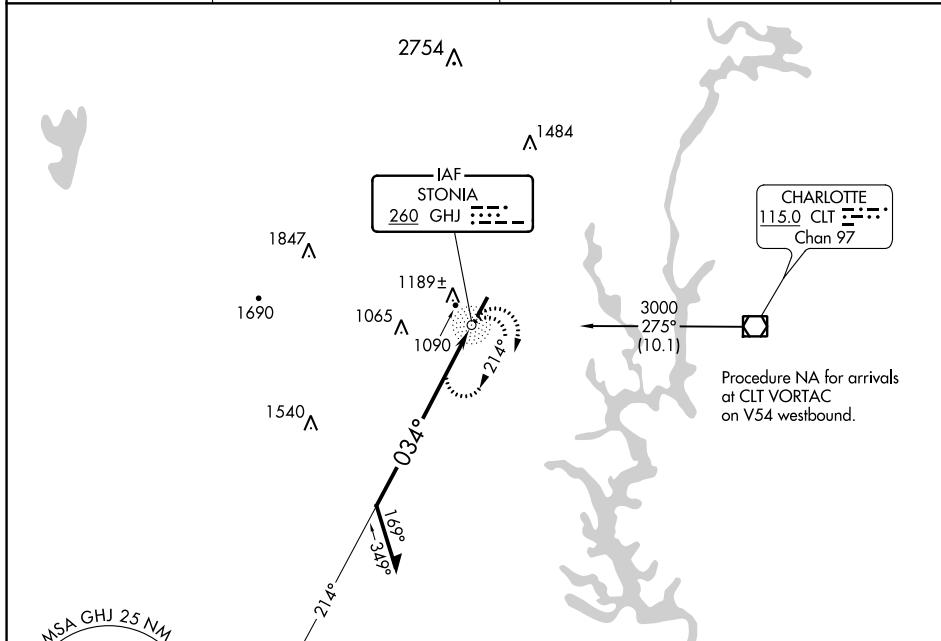 2754
1484
IAF
STONIA
260 GHJ
CHARLOTTE
115.0 CLT
Chan 97
1847
1189±
1690
1065
1090
214°
3000
275°
(10.1)
Procedure NA for arrivals
at CLT VORTAC
on V54 westbound.
1540
034°
169°
349°
214°
MSA GHJ 25 NM